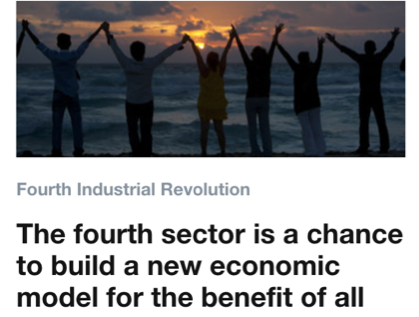 Fourth Industrial Revolution
The fourth sector is a chance
to build a new economic
model for the benefit of all